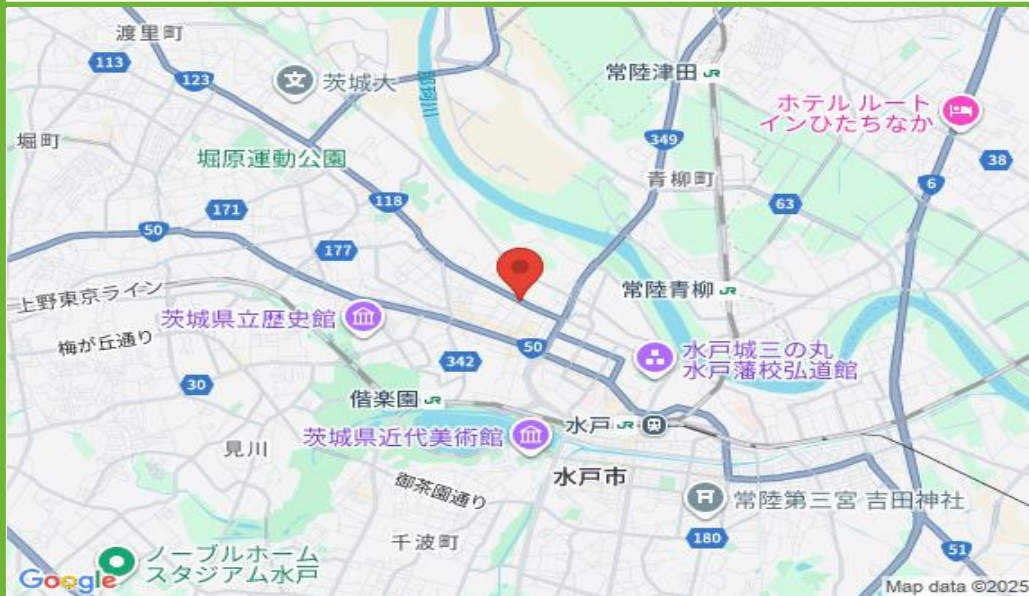 渡里町
113
123
茨城大
那珂川
常陸津田 JR
ホテル ルート
インひたちなか
堀町
堀原運動公園
349
38
青柳町
6
118
171
63
50
177
上野東京ライン
常陸青柳 JR
茨城県立歴史館
梅が丘通り
50
342
水戸城三の丸
水戸藩校弘道館
30
偕楽園 JR
水戸 JR
茨城県近代美術館
見川
水戸市
御茶園通り
常陸第三宮 吉田神社
千波町
180
51
ノーブルホーム
スタジアム水戸
Google
Map data ©2025